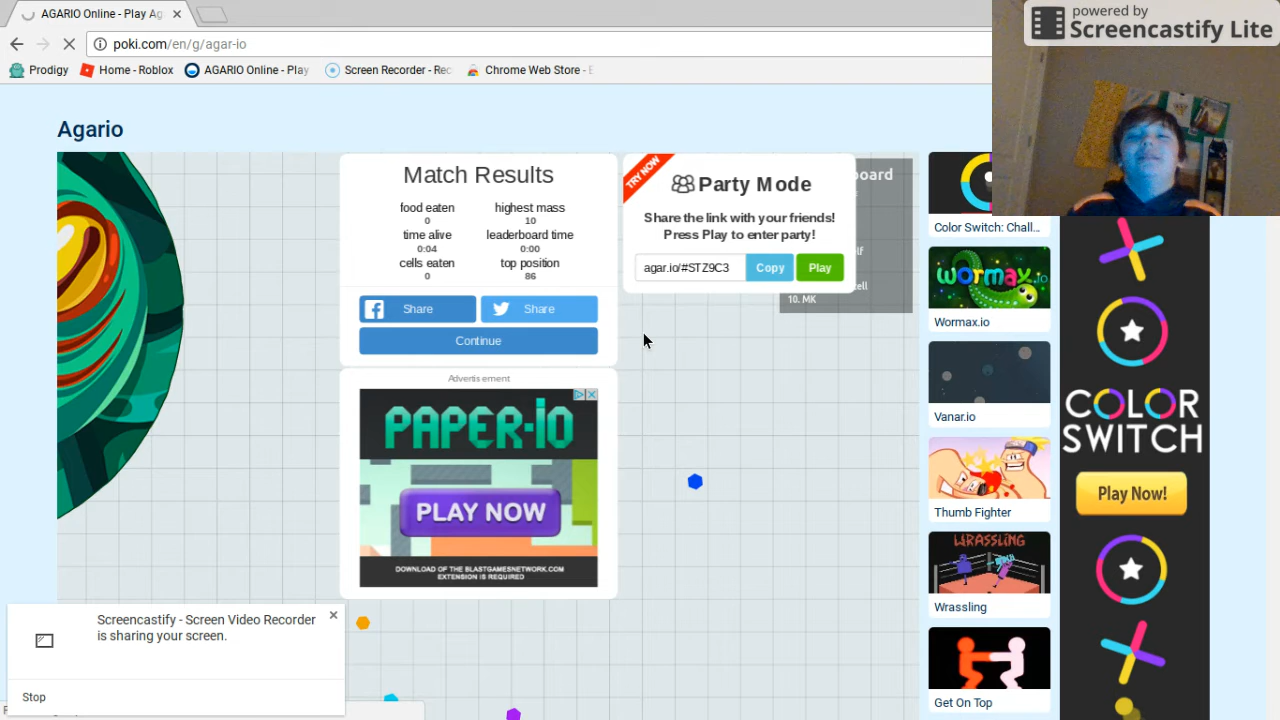 AGARIO Online - Play Aga
powered by
Screencastify Lite
poki.com/en/g/agar-io
Prodigy
Home - Roblox
AGARIO Online - Play
Screen Recorder - Rec
Chrome Web Store - E
Agario
Match Results
food eaten
0
highest mass
10
time alive
0:04
leaderboard time
0:00
cells eaten
0
top position
86
Share
Share
Continue
TRY NOW
Party Mode
Share the link with your friends!
Press Play to enter party!
agar.io/#STZ9C3
Copy
Play
board
lf
cell
10. MK
Advertisement
PAPER-IO
PLAY NOW
DOWNLOAD OF THE BLASTGAMESNETWORK.COM
EXTENSION IS REQUIRED
Color Switch: Chall...
wormax.io
Wormax.io
Vanar.io
Thumb Fighter
WRASSLING
Wrassling
Get On Top
COLOR
SWITCH
Play Now!
Screencastify - Screen Video Recorder
is sharing your screen.
Stop